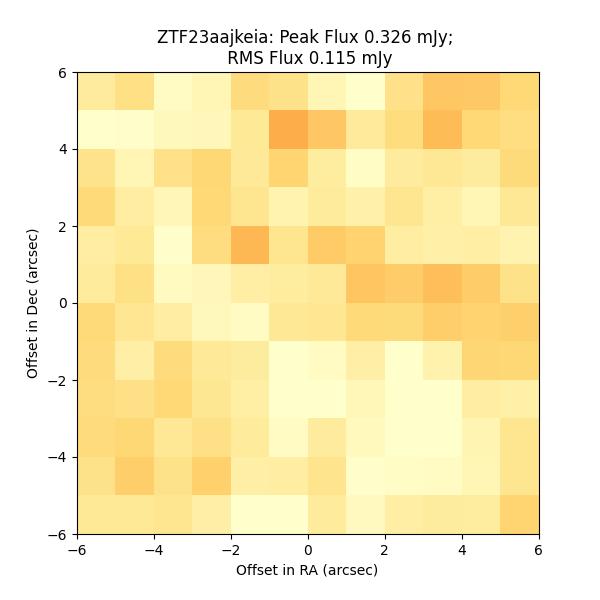 ZTF23aajkeia: Peak Flux 0.326 mJy;
RMS Flux 0.115 mJy
6
4
2
0
−2
−4
−6
Offset in Dec (arcsec)
−6 −4 −2 0 2 4 6
Offset in RA (arcsec)